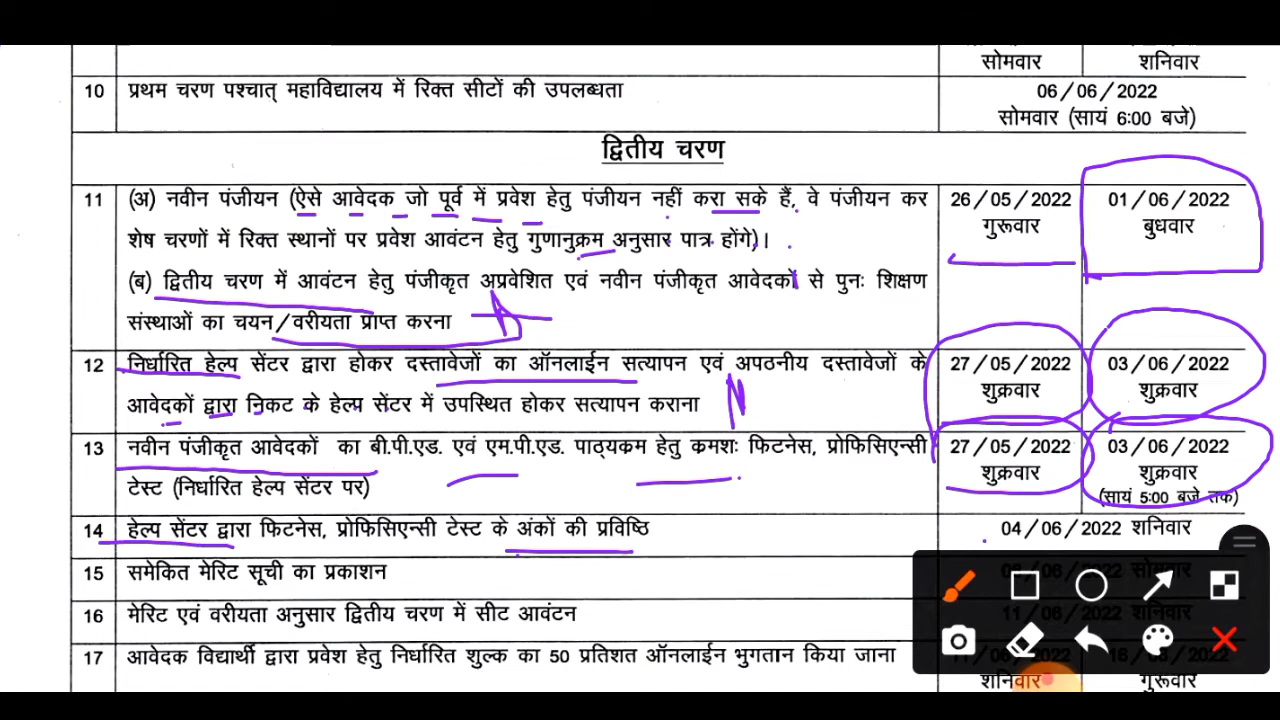 सोमवार शनिवार
10 प्रथम चरण पश्चात् महाविद्यालय में रिक्त सीटों की उपलब्धता 06/06/2022
सोमवार (सायं 6:00 बजे)
द्वितीय चरण
11 (अ) नवीन पंजीयन (ऐसे आवेदक जो पूर्व में प्रवेश हेतु पंजीयन नहीं करा सके हैं, वे पंजीयन कर 26/05/2022 01/06/2022
शेष चरणों में रिक्त स्थानों पर प्रवेश आवंटन हेतु गुणानुक्रम अनुसार पात्र होंगे)। गुरूवार बुधवार
(ब) द्वितीय चरण में आवंटन हेतु पंजीकृत अप्रवेशित एवं नवीन पंजीकृत आवेदकों से पुनः शिक्षण
संस्थाओं का चयन/वरीयता प्राप्त करना
12 निर्धारित हेल्प सेंटर द्वारा होकर दस्तावेजों का ऑनलाईन सत्यापन एवं अपठनीय दस्तावेजों के 27/05/2022 03/06/2022
आवेदकों द्वारा निकट के हेल्प सेंटर में उपस्थित होकर सत्यापन कराना शुक्रवार शुक्रवार
13 नवीन पंजीकृत आवेदकों का बी.पी.एड. एवं एम.पी.एड. पाठ्यक्रम हेतु क्रमशः फिटनेस, प्रोफिसिएन्सी 27/05/2022 03/06/2022
टेस्ट (निर्धारित हेल्प सेंटर पर) शुक्रवार शुक्रवार
(सायं 5:00 बजे तक)
14 हेल्प सेंटर द्वारा फिटनेस, प्रोफिसिएन्सी टेस्ट के अंकों की प्रविष्ठि 04/06/2022 शनिवार
15 समेकित मेरिट सूची का प्रकाशन
16 मेरिट एवं वरीयता अनुसार द्वितीय चरण में सीट आवंटन 11/06/2022 शनिवार
17 आवेदक विद्यार्थी द्वारा प्रवेश हेतु निर्धारित शुल्क का 50 प्रतिशत ऑनलाईन भुगतान किया जाना
शनिवार गुरूवार